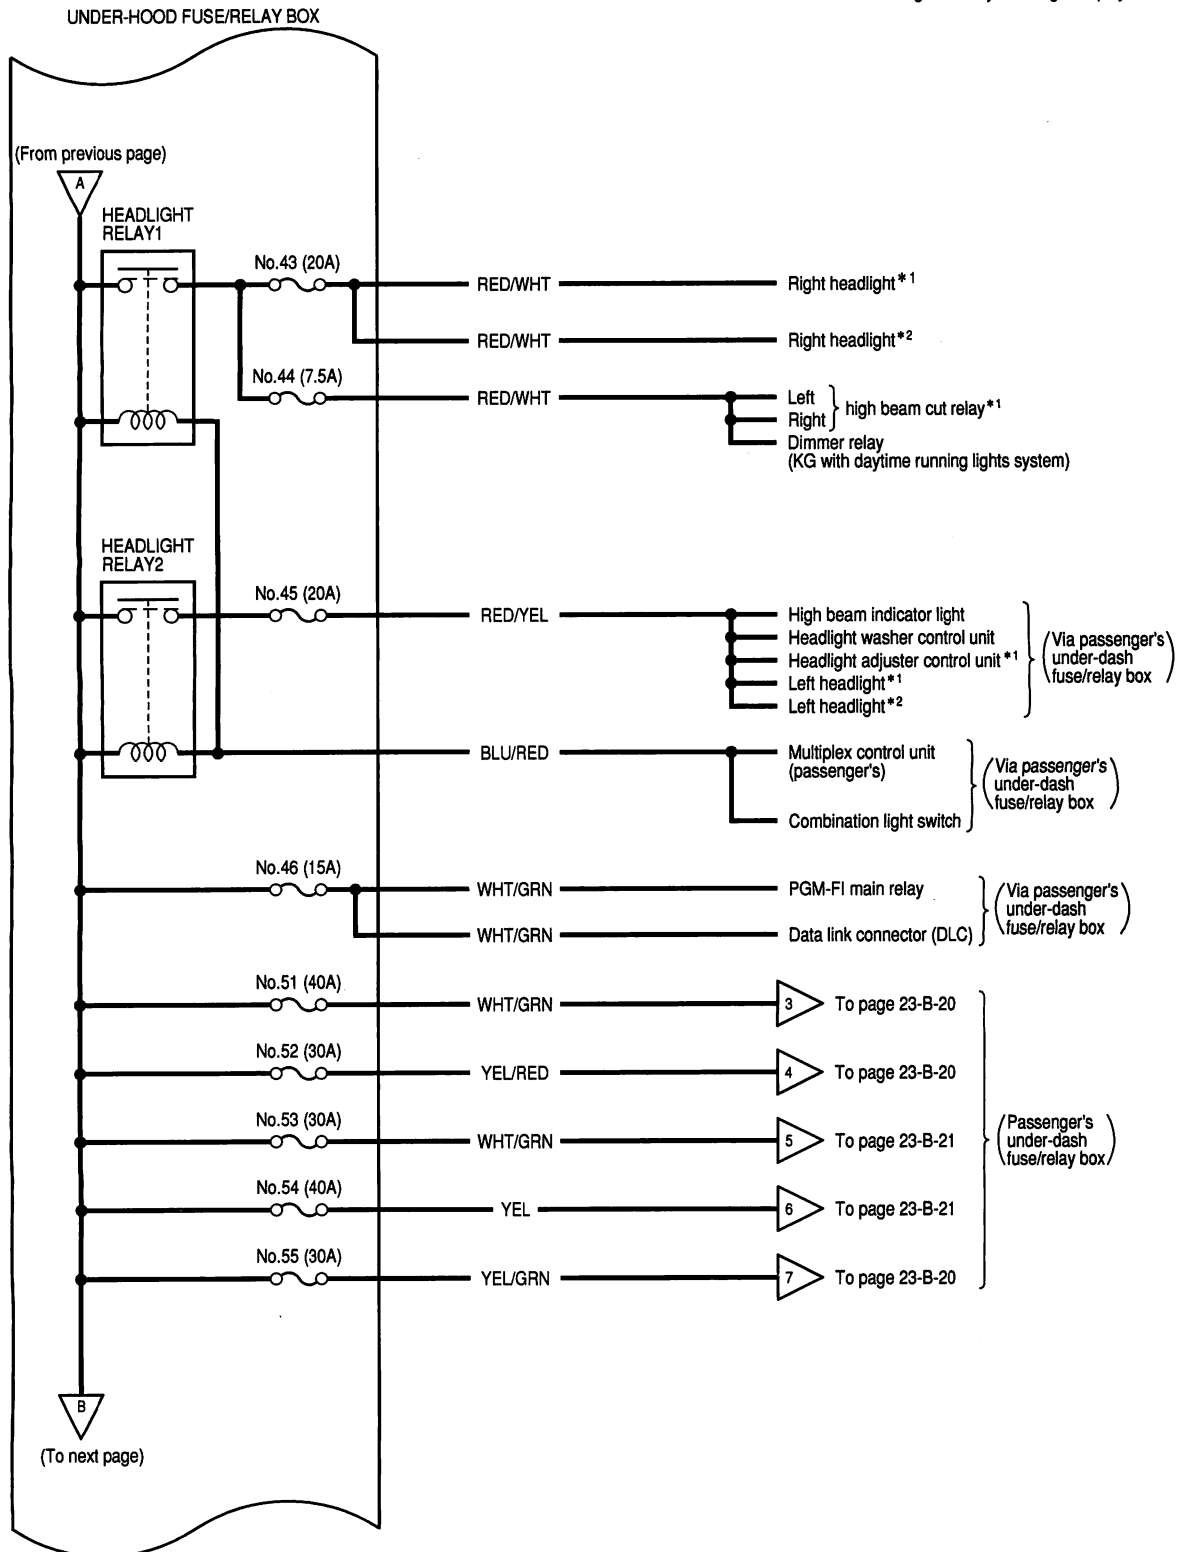 UNDER-HOOD FUSE/RELAY BOX
(From previous page)
A
HEADLIGHT
RELAY1
No.43 (20A)
RED/WHT
Right headlight*1
RED/WHT
Right headlight*2
No.44 (7.5A)
RED/WHT
Left
Right
high beam cut relay*1
Dimmer relay
(KG with daytime running lights system)
HEADLIGHT
RELAY2
No.45 (20A)
RED/YEL
High beam indicator light
Headlight washer control unit
Headlight adjuster control unit*1
Left headlight*1
Left headlight*2
(Via passenger's
under-dash
fuse/relay box)
BLU/RED
Multiplex control unit
(passenger's)
Combination light switch
(Via passenger's
under-dash
fuse/relay box)
No.46 (15A)
WHT/GRN
PGM-FI main relay
WHT/GRN
Data link connector (DLC)
(Via passenger's
under-dash
fuse/relay box)
No.51 (40A)
WHT/GRN
3
To page 23-B-20
No.52 (30A)
YEL/RED
4
To page 23-B-20
No.53 (30A)
WHT/GRN
5
To page 23-B-21
(Passenger's
under-dash
fuse/relay box)
No.54 (40A)
YEL
6
To page 23-B-21
No.55 (30A)
YEL/GRN
7
To page 23-B-20
B
(To next page)